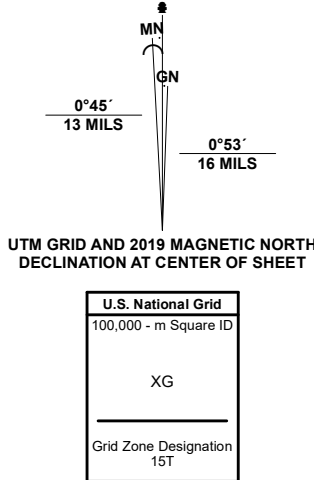 MN
GN
0°45´
13 MILS
0°53´
16 MILS
UTM GRID AND 2019 MAGNETIC NORTH
DECLINATION AT CENTER OF SHEET
U.S. National Grid
100,000 - m Square ID
XG
Grid Zone Designation
15T